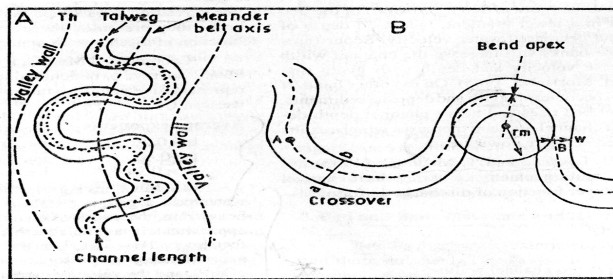 A
Th
Talweg
Meander
belt axis
Valley wall
Valley wall
Channel length
B
Bend apex
rm
w
B
A
b
a
Crossover